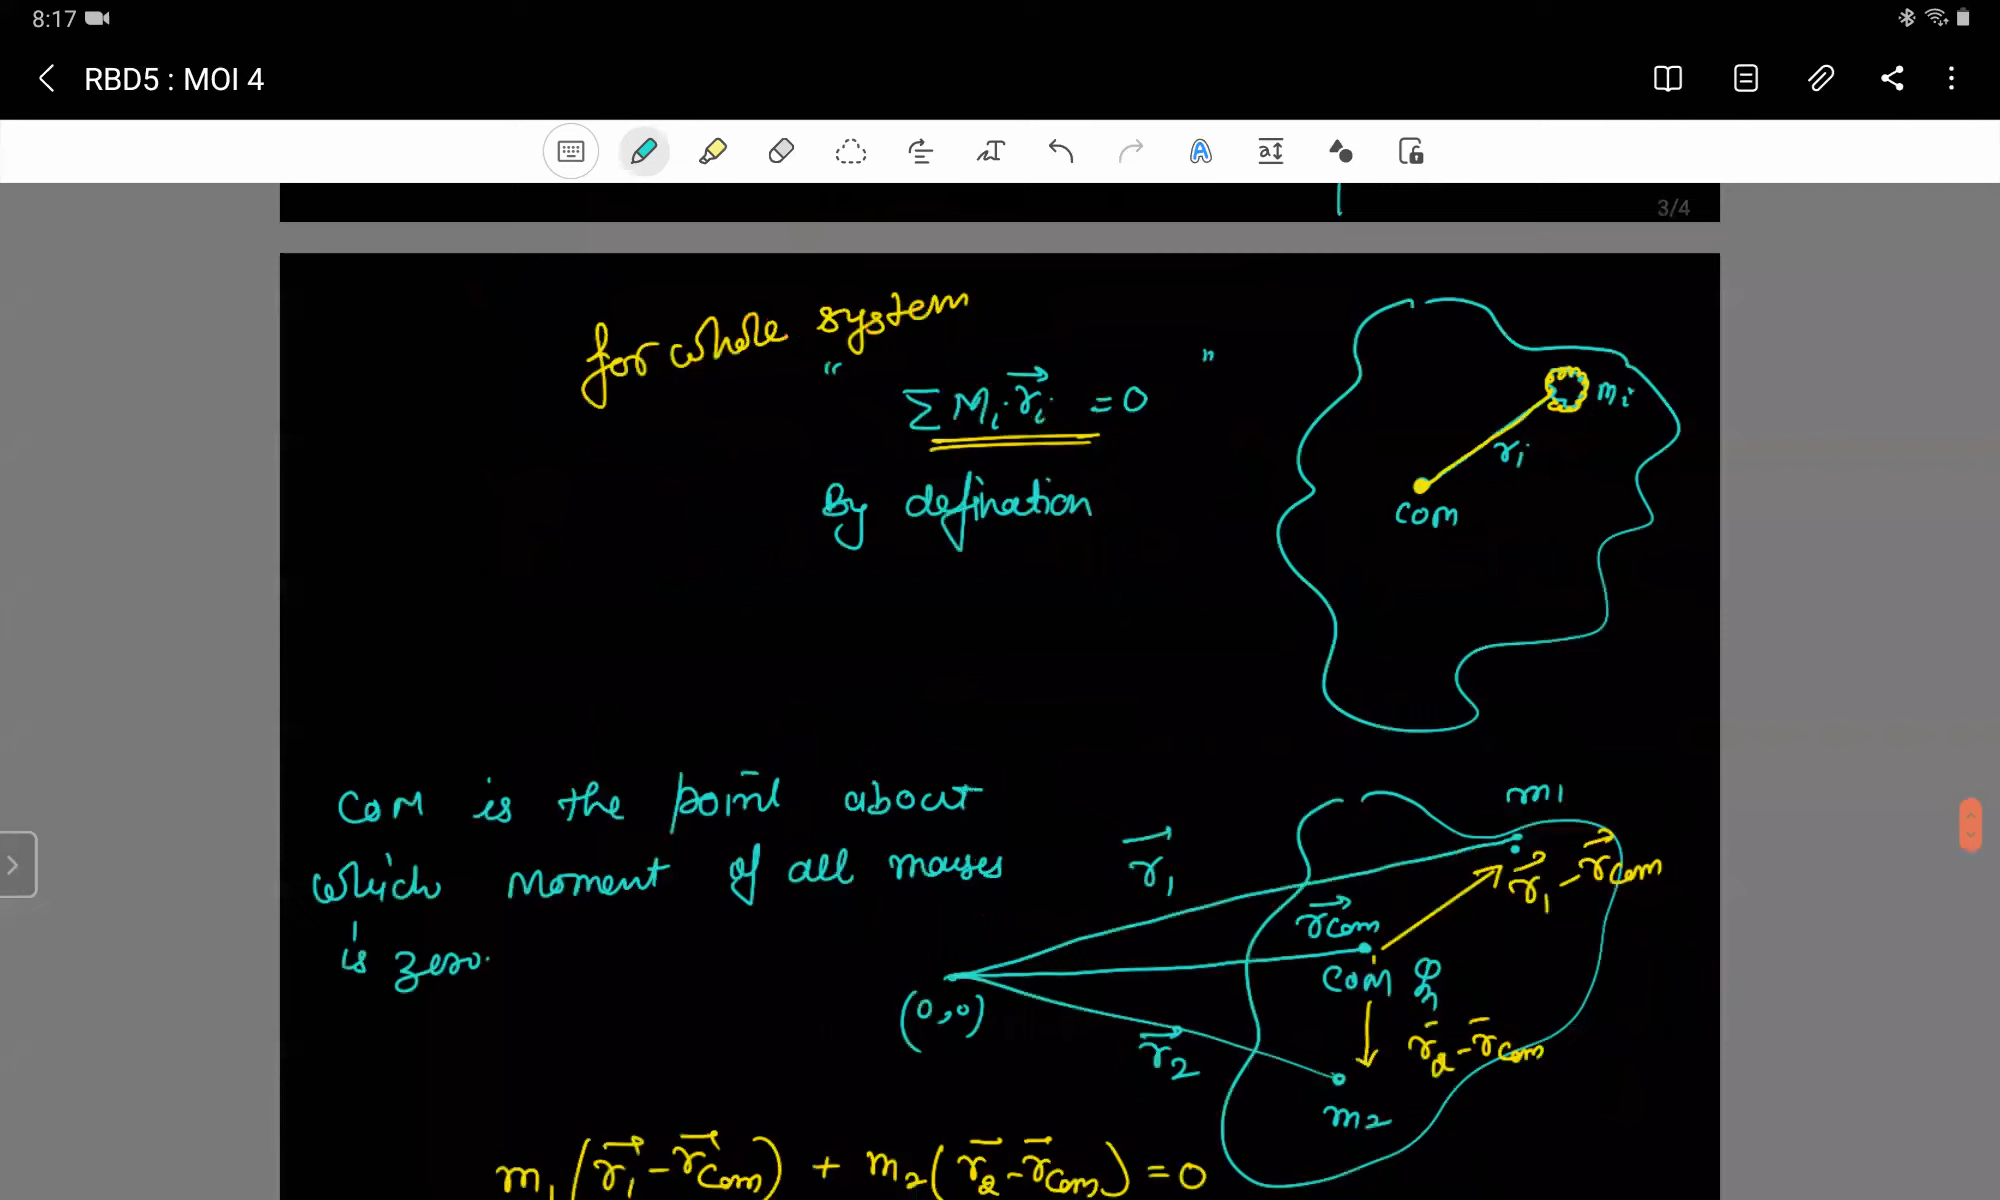 8:17
RBD5 : MOI 4
3/4
for whole system
" Σ Mᵢ·r⃗ᵢ = 0 "
By defination
mᵢ
rᵢ
com
COM is the point about
which moment of all masses
is zero.
m₁
r⃗₁
r⃗₁ - r⃗com
r⃗com
com
(0,0)
r⃗₂
r̄₂ - r̄com
m₂
m₁(r⃗₁ - r⃗com) + m₂(r̄₂ - r̄com) = 0